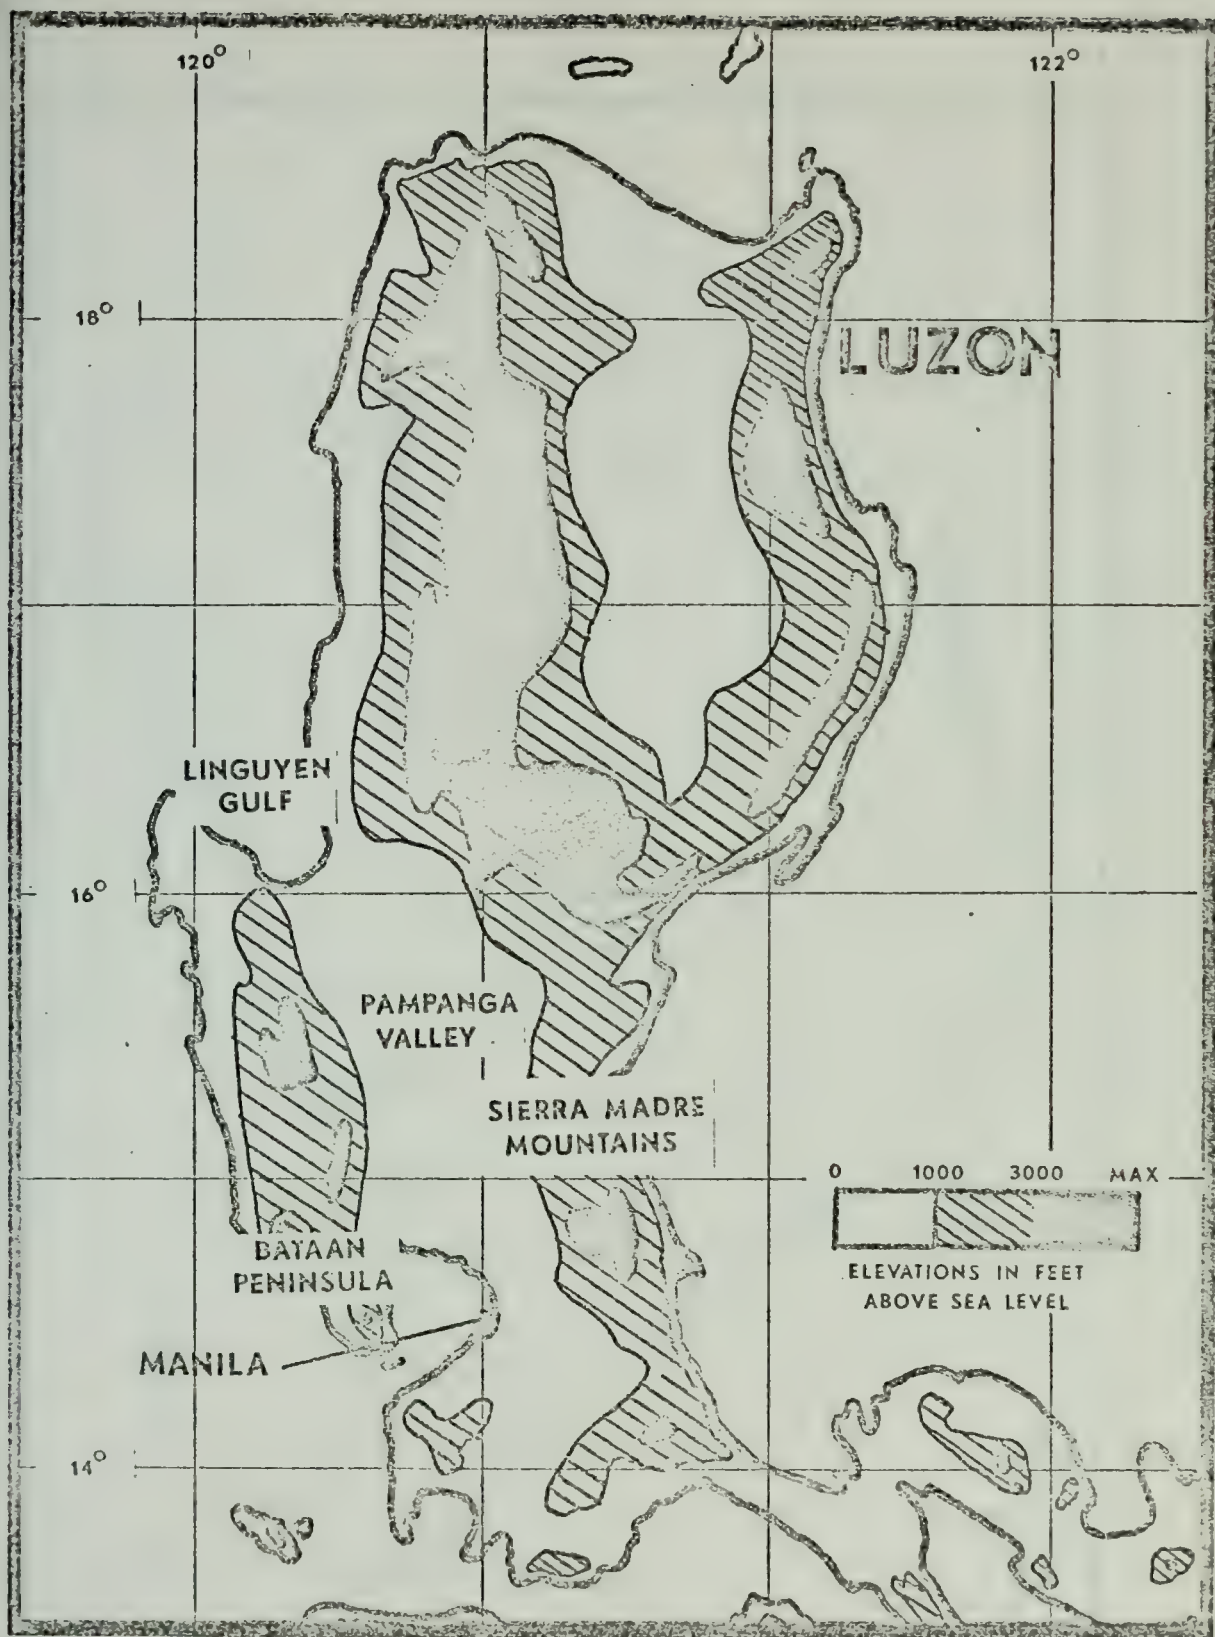 120°
122°
18°
LUZON
LINGUYEN
GULF
16°
PAMPANGA
VALLEY
SIERRA MADRE
MOUNTAINS
0 1000 3000 MAX
ELEVATIONS IN FEET
ABOVE SEA LEVEL
BATAAN
PENINSULA
MANILA
14°